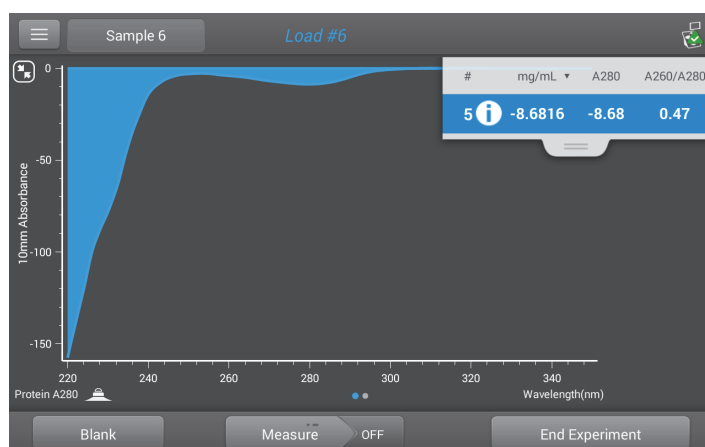 Sample 6
Load #6
# mg/mL ▼ A280 A260/A280
5 i -8.6816 -8.68 0.47
0
-50
-100
-150
10mm Absorbance
220 240 260 280 300 320 340
Protein A280
Wavelength(nm)
Blank
Measure
OFF
End Experiment